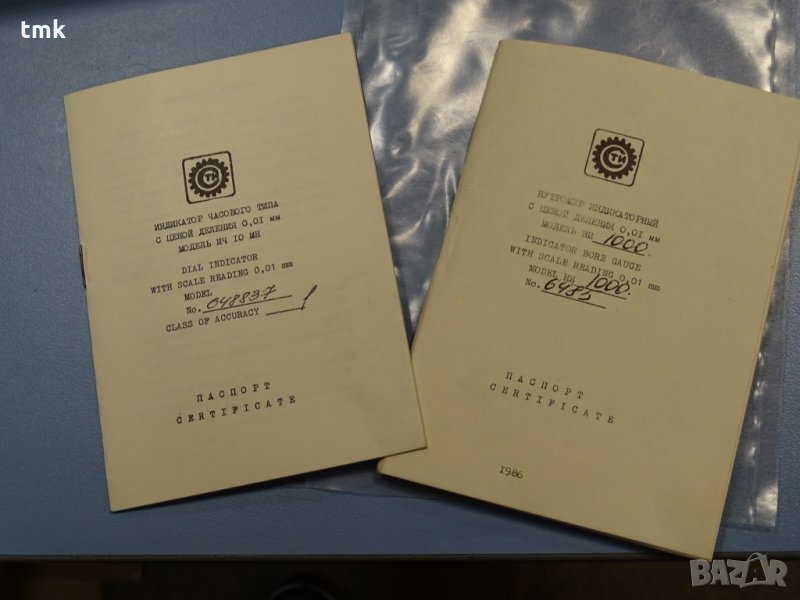 tmk
СТИ
ИНДИКАТОР ЧАСОВОГО ТИПА
С ЦЕНОЙ ДЕЛЕНИЯ 0,01 мм
МОДЕЛЬ ИЧ 10 МН
DIAL INDICATOR
WITH SCALE READING 0,01 mm
MODEL
No. 048837
CLASS OF ACCURACY 1
ПАСПОРТ
CERTIFICATE
СТИ
НУТРОМЕР ИНДИКАТОРНЫЙ
С ЦЕНОЙ ДЕЛЕНИЯ 0,01 мм
МОДЕЛЬ НИ 1000.
INDICATOR BORE GAUGE
WITH SCALE READING 0,01 mm
MODEL НИ 1000.
No. 6485
ПАСПОРТ
CERTIFICATE
1986
BAZAR